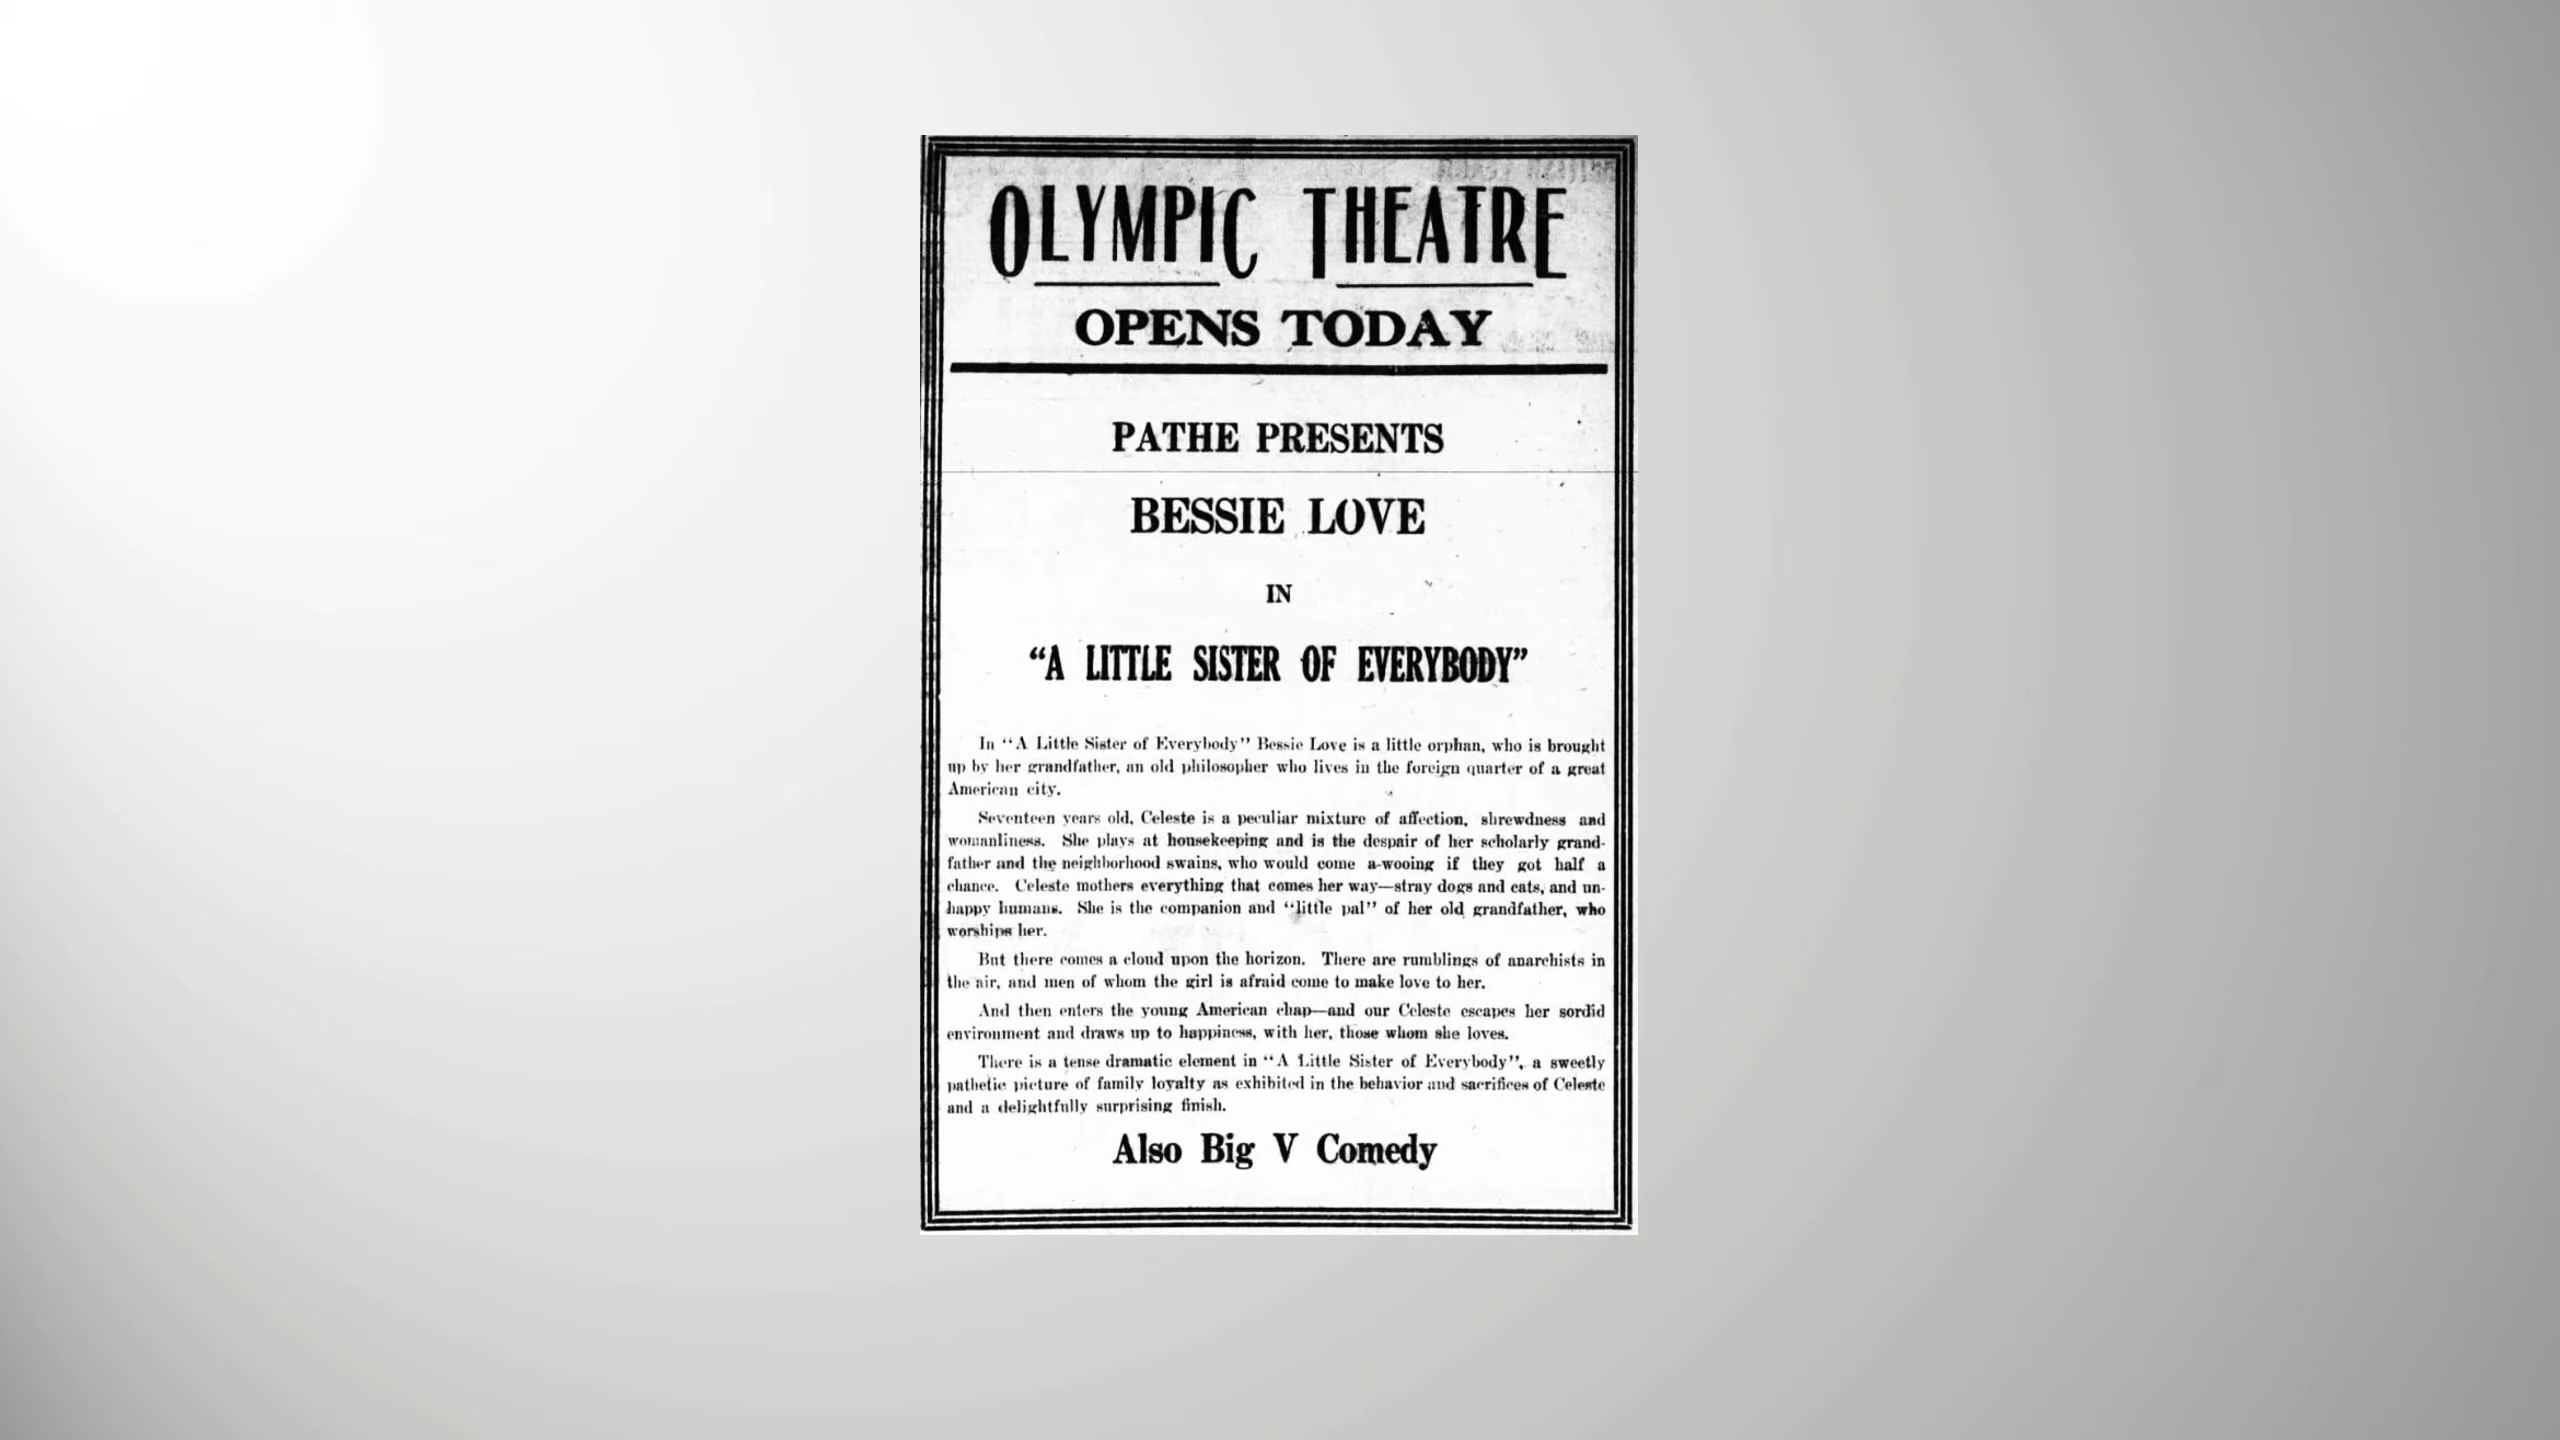 OLYMPIC THEATRE
OPENS TODAY
PATHE PRESENTS
BESSIE LOVE
IN
“A LITTLE SISTER OF EVERYBODY”
In “A Little Sister of Everybody” Bessie Love is a little orphan, who is brought
up by her grandfather, an old philosopher who lives in the foreign quarter of a great
American city.
Seventeen years old, Celeste is a peculiar mixture of affection, shrewdness and
womanliness. She plays at housekeeping and is the despair of her scholarly grand-
father and the neighborhood swains, who would come a-wooing if they got half a
chance. Celeste mothers everything that comes her way—stray dogs and cats, and un-
happy humans. She is the companion and “little pal” of her old grandfather, who
worships her.
But there comes a cloud upon the horizon. There are rumblings of anarchists in
the air, and men of whom the girl is afraid come to make love to her.
And then enters the young American chap—and our Celeste escapes her sordid
environment and draws up to happiness, with her, those whom she loves.
There is a tense dramatic element in “A Little Sister of Everybody”, a sweetly
pathetic picture of family loyalty as exhibited in the behavior and sacrifices of Celeste
and a delightfully surprising finish.
Also Big V Comedy